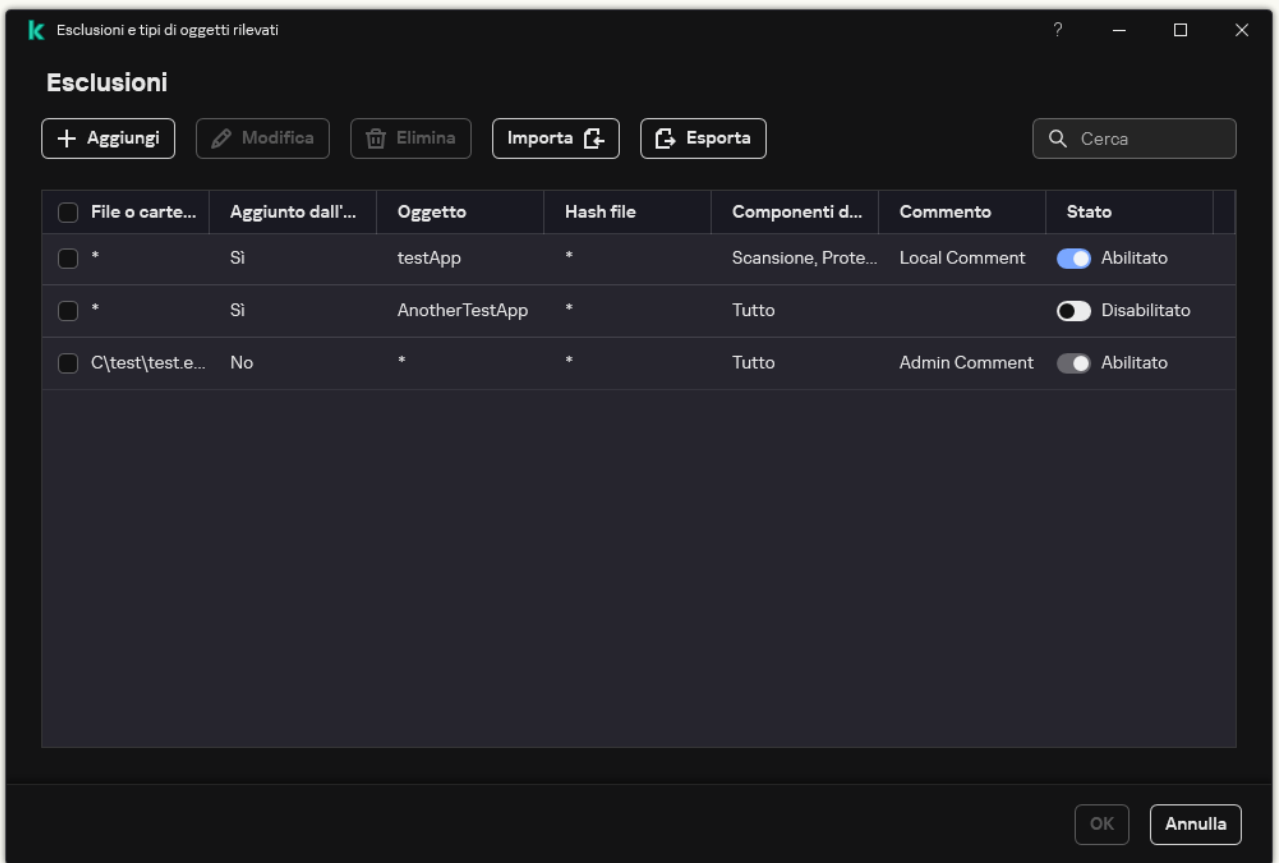 Esclusioni e tipi di oggetti rilevati ?
Esclusioni
Aggiungi Modifica Elimina Importa Esporta Cerca
File o carte... Aggiunto dall'... Oggetto Hash file Componenti d... Commento Stato
* Sì testApp * Scansione, Prote... Local Comment Abilitato
* Sì AnotherTestApp * Tutto Disabilitato
C\test\test.e... No * * Tutto Admin Comment Abilitato
OK Annulla